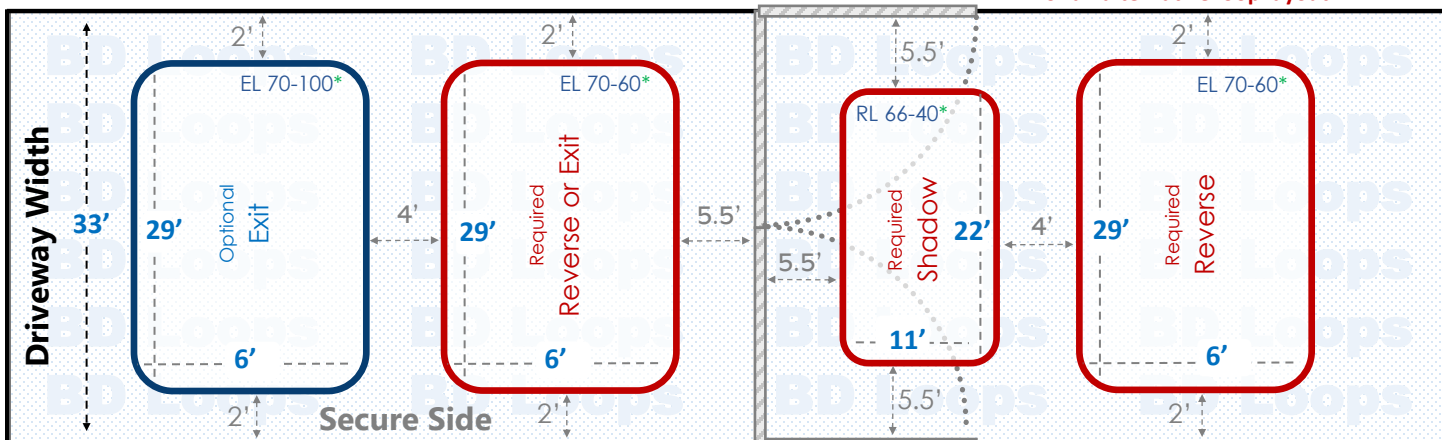 2'
2'
5.5'
2'
EL 70-100*
EL 70-60*
RL 66-40*
EL 70-60*
Driveway Width
33’
29’
Optional
Exit
4’
29’
Required
Reverse or Exit
5.5’
5.5’
Required
Shadow
22’
4’
29’
Required
Reverse
6’
6’
11’
6’
2'
Secure Side
2'
5.5'
2'
BD Loops